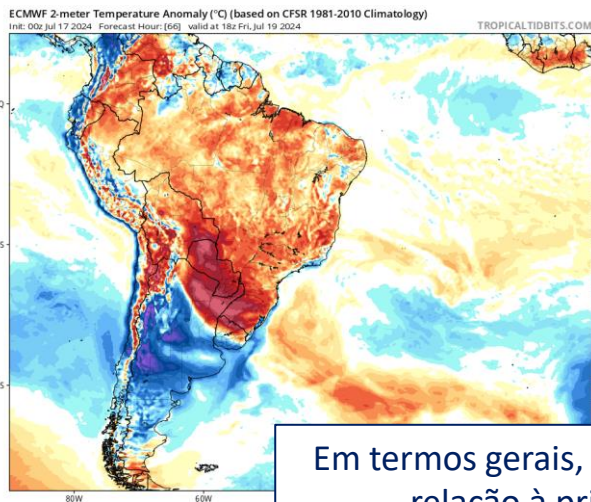 ECMWF 2-meter Temperature Anomaly (°C) (based on CFSR 1981-2010 Climatology)
Init: 00z Jul 17 2024 Forecast Hour: [66] valid at 18z Fri, Jul 19 2024 TROPICALTIDBITS.COM
Q
S
S
80W 60W
Em termos gerais,
relação à pri